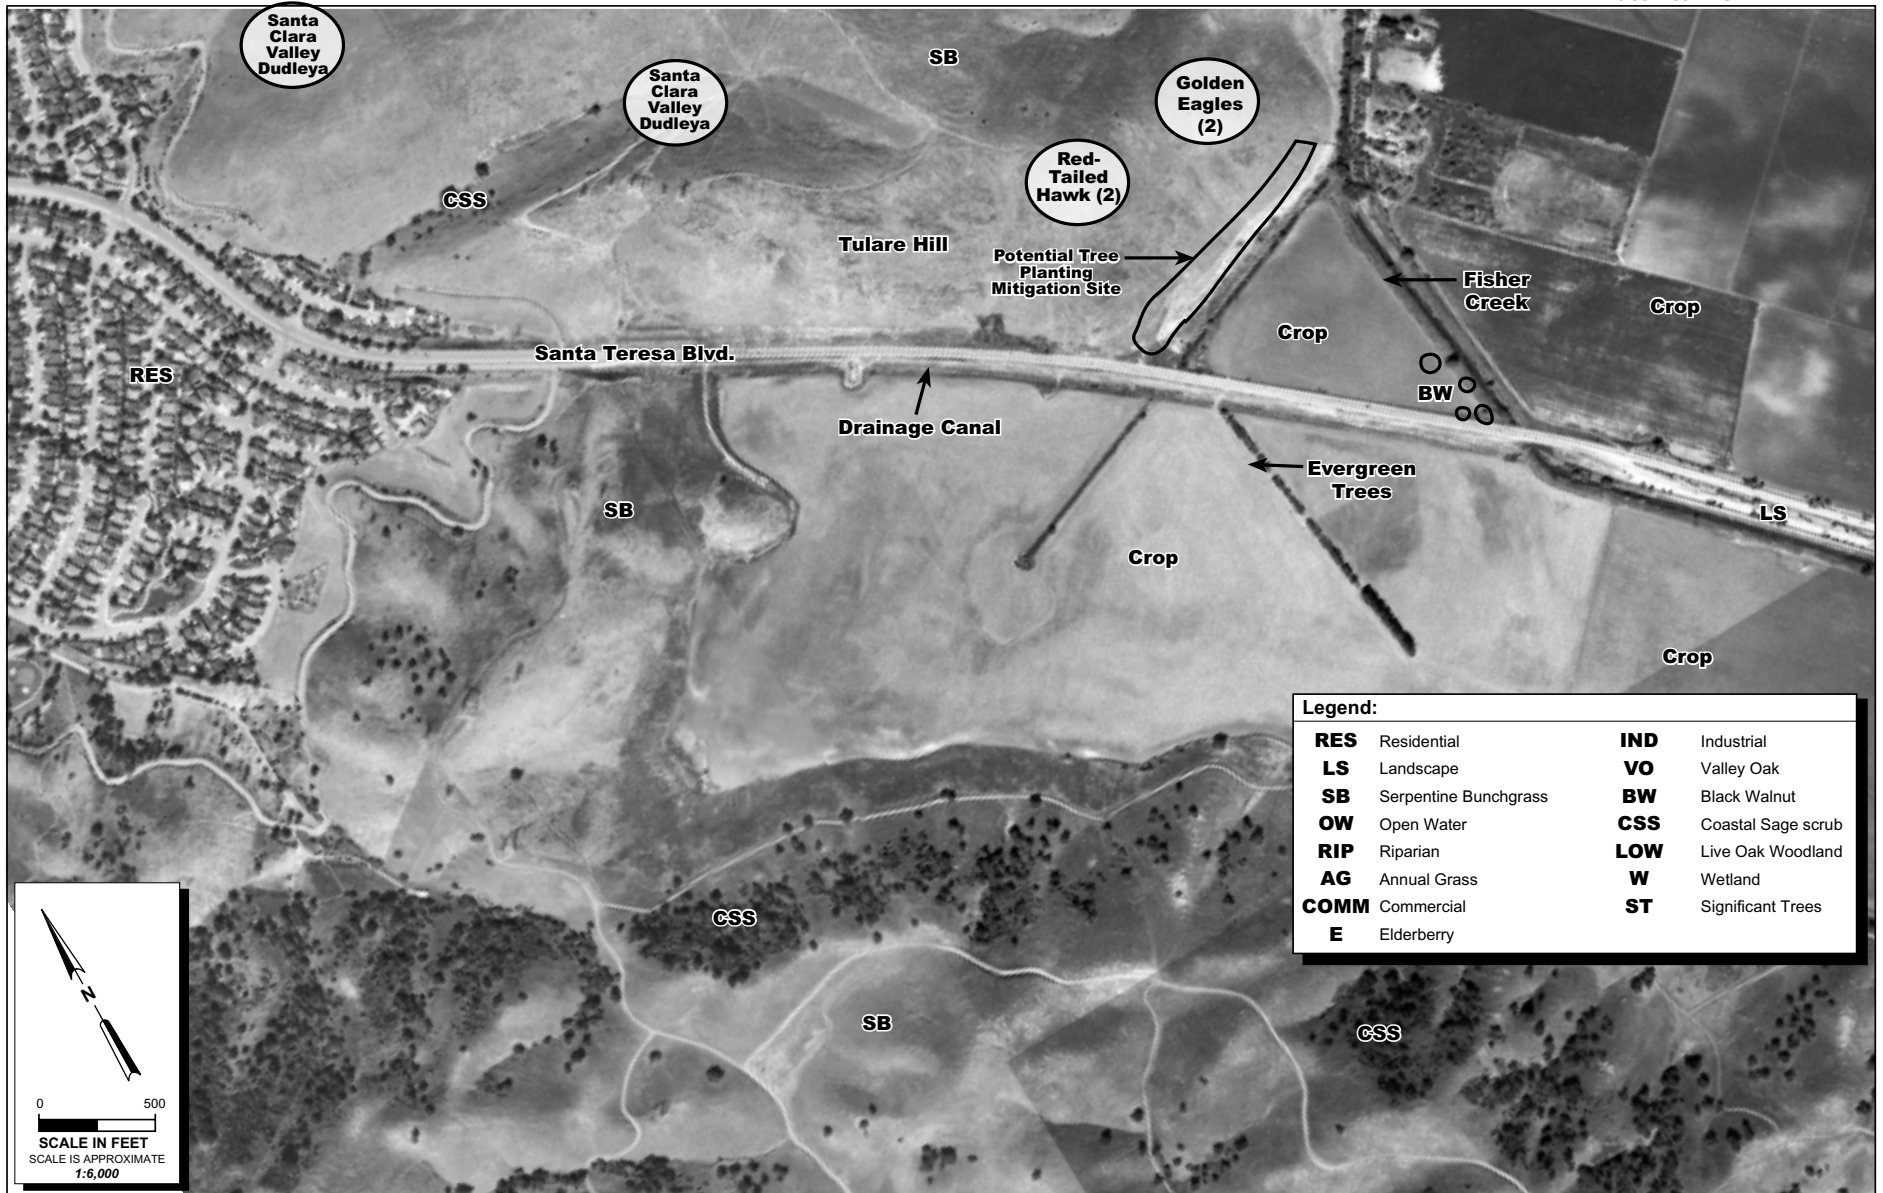 Santa
Clara
Valley
Dudleya
Santa
Clara
Valley
Dudleya
SB
Golden
Eagles
(2)
Red-
Tailed
Hawk (2)
CSS
Tulare Hill
Potential Tree
Planting
Mitigation Site
Fisher
Creek
Crop
Crop
Santa Teresa Blvd.
RES
BW
Drainage Canal
Evergreen
Trees
SB
LS
Crop
Crop
CSS
SB
CSS
Legend:
RES Residential
LS Landscape
SB Serpentine Bunchgrass
OW Open Water
RIP Riparian
AG Annual Grass
COMM Commercial
E Elderberry
IND Industrial
VO Valley Oak
BW Black Walnut
CSS Coastal Sage scrub
LOW Live Oak Woodland
W Wetland
ST Significant Trees
N
0 500
SCALE IN FEET
SCALE IS APPROXIMATE
1:6,000